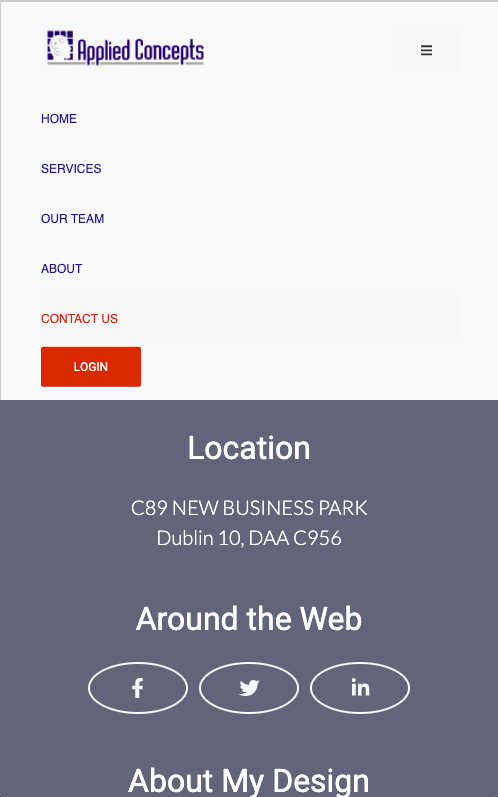 Applied Concepts
HOME
SERVICES
OUR TEAM
ABOUT
CONTACT US
LOGIN
Location
C89 NEW BUSINESS PARK
Dublin 10, DAA C956
Around the Web
About My Design